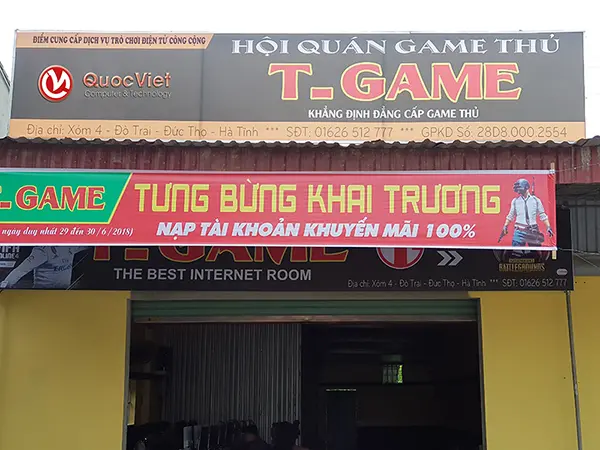 ĐIỂM CUNG CẤP DỊCH VỤ TRÒ CHƠI ĐIỆN TỬ CÔNG CỘNG
HỘI QUÁN GAME THỦ
QuocViet
Computer & Technology
T-GAME
KHẲNG ĐỊNH ĐẲNG CẤP GAME THỦ
Địa chỉ: Xóm 4 - Đò Trai - Đức Thọ - Hà Tĩnh *** SĐT: 01626 512 777 *** GPKD Số: 28D8.000.2554
T-GAME
TƯNG BỪNG KHAI TRƯƠNG
ngày duy nhất 29 đến 30/6/2018)
NẠP TÀI KHOẢN KHUYẾN MÃI 100%
T-GAME
THE BEST INTERNET ROOM
BATTLEGROUNDS
Địa chỉ: Xóm 4 - Đò Trai - Đức Thọ - Hà Tĩnh *** SĐT: 01626 512.777